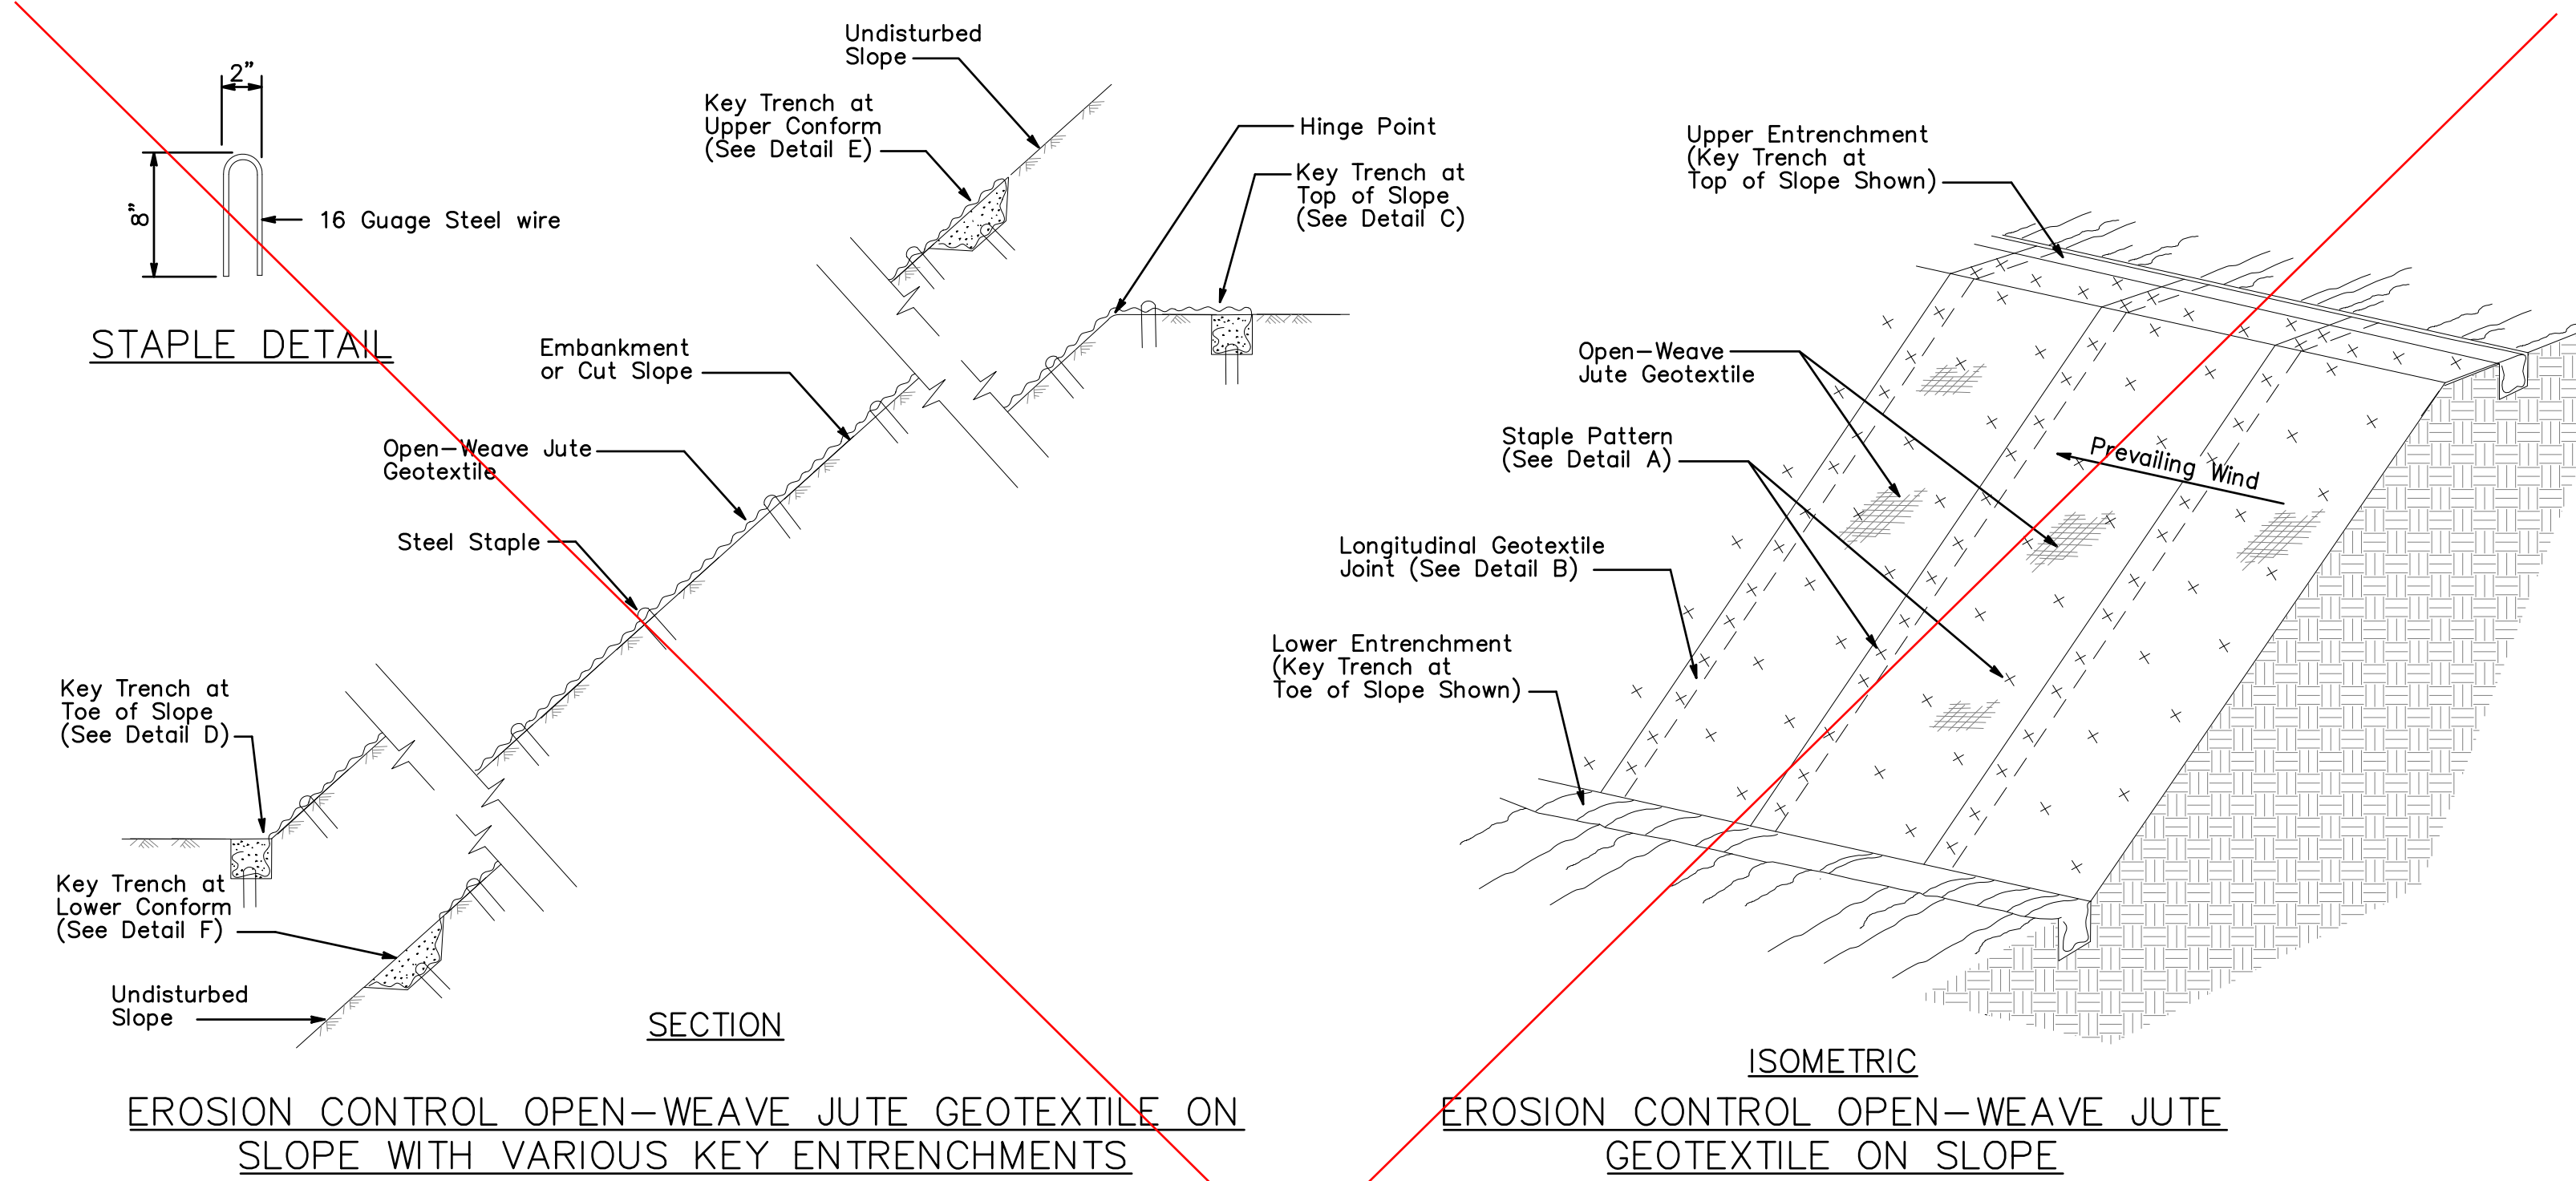 2"
8"
16 Guage Steel wire
STAPLE DETAIL
Undisturbed
Slope
Key Trench at
Upper Conform
(See Detail E)
Hinge Point
Key Trench at
Top of Slope
(See Detail C)
Embankment
or Cut Slope
Open-Weave Jute
Geotextile
Steel Staple
Key Trench at
Toe of Slope
(See Detail D)
Key Trench at
Lower Conform
(See Detail F)
Undisturbed
Slope
SECTION
EROSION CONTROL OPEN-WEAVE JUTE GEOTEXTILE ON
SLOPE WITH VARIOUS KEY ENTRENCHMENTS
Upper Entrenchment
(Key Trench at
Top of Slope Shown)
Open-Weave
Jute Geotextile
Staple Pattern
(See Detail A)
Prevailing Wind
Longitudinal Geotextile
Joint (See Detail B)
Lower Entrenchment
(Key Trench at
Toe of Slope Shown)
ISOMETRIC
EROSION CONTROL OPEN-WEAVE JUTE
GEOTEXTILE ON SLOPE